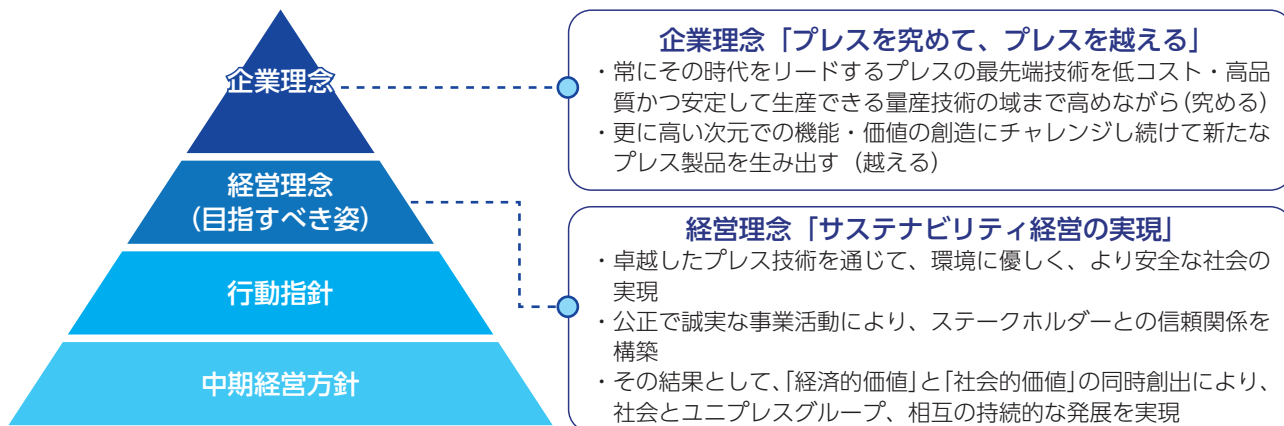 企業理念
経営理念
(目指すべき姿)
行動指針
中期経営方針
企業理念「プレスを究めて、プレスを越える」
・常にその時代をリードするプレスの最先端技術を低コスト・高品
質かつ安定して生産できる量産技術の域まで高めながら(究める)
・更に高い次元での機能・価値の創造にチャレンジし続けて新たな
プレス製品を生み出す（越える）
経営理念「サステナビリティ経営の実現」
・卓越したプレス技術を通じて、環境に優しく、より安全な社会の
実現
・公正で誠実な事業活動により、ステークホルダーとの信頼関係を
構築
・その結果として、「経済的価値」と「社会的価値」の同時創出により、
社会とユニプレスグループ、相互の持続的な発展を実現